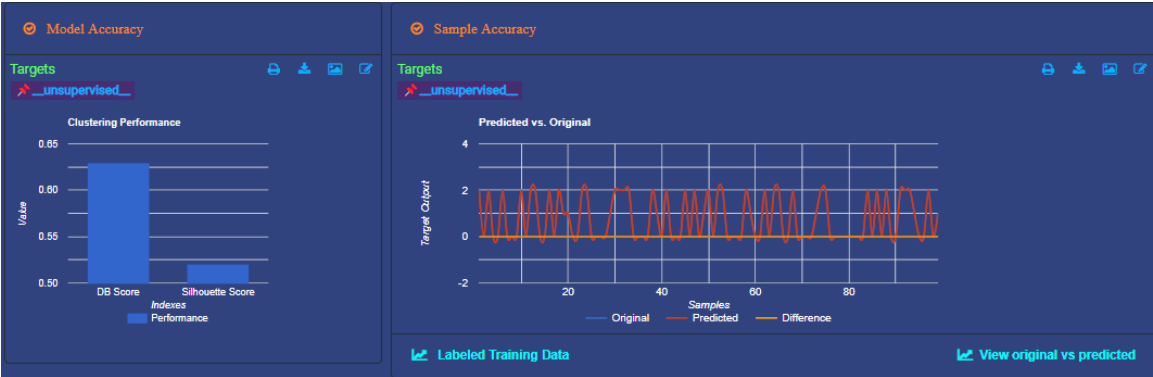 Model Accuracy
Targets
__unsupervised__
Clustering Performance
0.65
0.60
0.55
0.50
Value
DB Score Silhouette Score
Indexes
Performance
Sample Accuracy
Targets
__unsupervised__
Predicted vs. Original
4
2
0
-2
Target Output
20 40 60 80
Samples
Original Predicted Difference
Labeled Training Data View original vs predicted